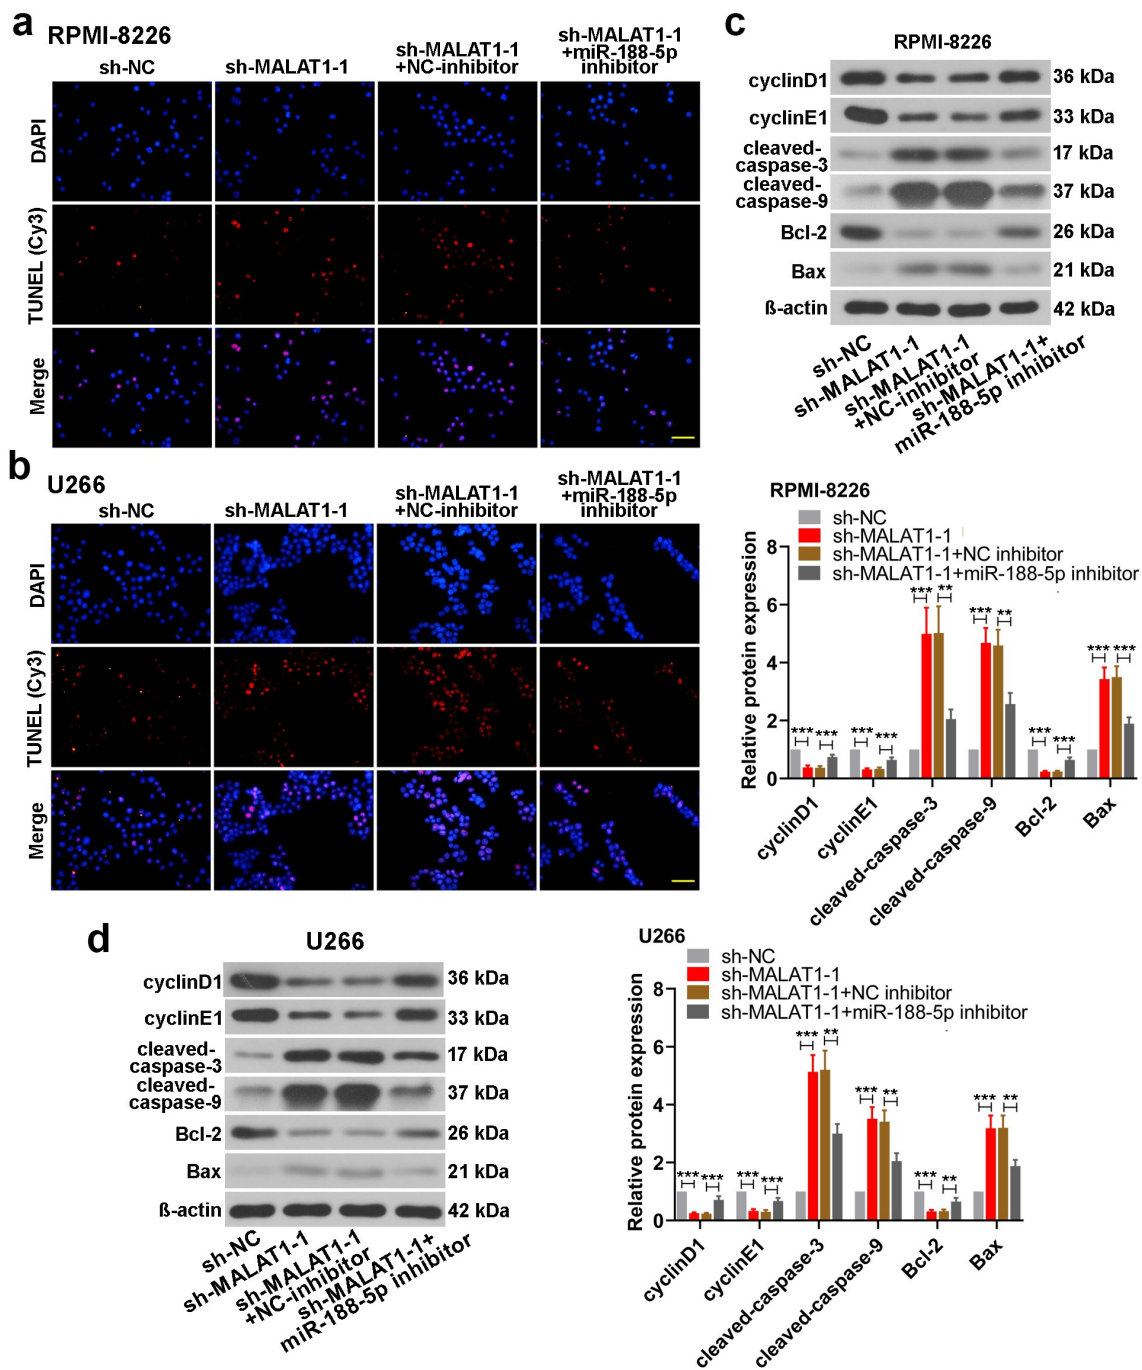 a
RPMI-8226
sh-NC
sh-MALAT1-1
sh-MALAT1-1
+NC-inhibitor
sh-MALAT1-1
+miR-188-5p
inhibitor
DAPI
TUNEL (Cy3)
Merge
b
U266
sh-NC
sh-MALAT1-1
sh-MALAT1-1
+NC-inhibitor
sh-MALAT1-1
+miR-188-5p
inhibitor
DAPI
TUNEL (Cy3)
Merge
c
RPMI-8226
cyclinD1 36 kDa
cyclinE1 33 kDa
cleaved-
caspase-3 17 kDa
cleaved-
caspase-9 37 kDa
Bcl-2 26 kDa
Bax 21 kDa
ß-actin 42 kDa
sh-NC
sh-MALAT1-1
sh-MALAT1-1
+NC-inhibitor
sh-MALAT1-1+
miR-188-5p inhibitor
RPMI-8226
sh-NC
sh-MALAT1-1
sh-MALAT1-1+NC inhibitor
sh-MALAT1-1+miR-188-5p inhibitor
Relative protein expression
8
6
4
2
0
*** *** *** *** *** ** *** ** *** *** *** ***
cyclinD1
cyclinE1
cleaved-caspase-3
cleaved-caspase-9
Bcl-2
Bax
d
U266
cyclinD1 36 kDa
cyclinE1 33 kDa
cleaved-
caspase-3 17 kDa
cleaved-
caspase-9 37 kDa
Bcl-2 26 kDa
Bax 21 kDa
ß-actin 42 kDa
sh-NC
sh-MALAT1-1
sh-MALAT1-1
+NC-inhibitor
sh-MALAT1-1+
miR-188-5p inhibitor
U266
sh-NC
sh-MALAT1-1
sh-MALAT1-1+NC inhibitor
sh-MALAT1-1+miR-188-5p inhibitor
Relative protein expression
8
6
4
2
0
*** *** *** *** *** ** *** ** *** ** *** **
cyclinD1
cyclinE1
cleaved-caspase-3
cleaved-caspase-9
Bcl-2
Bax